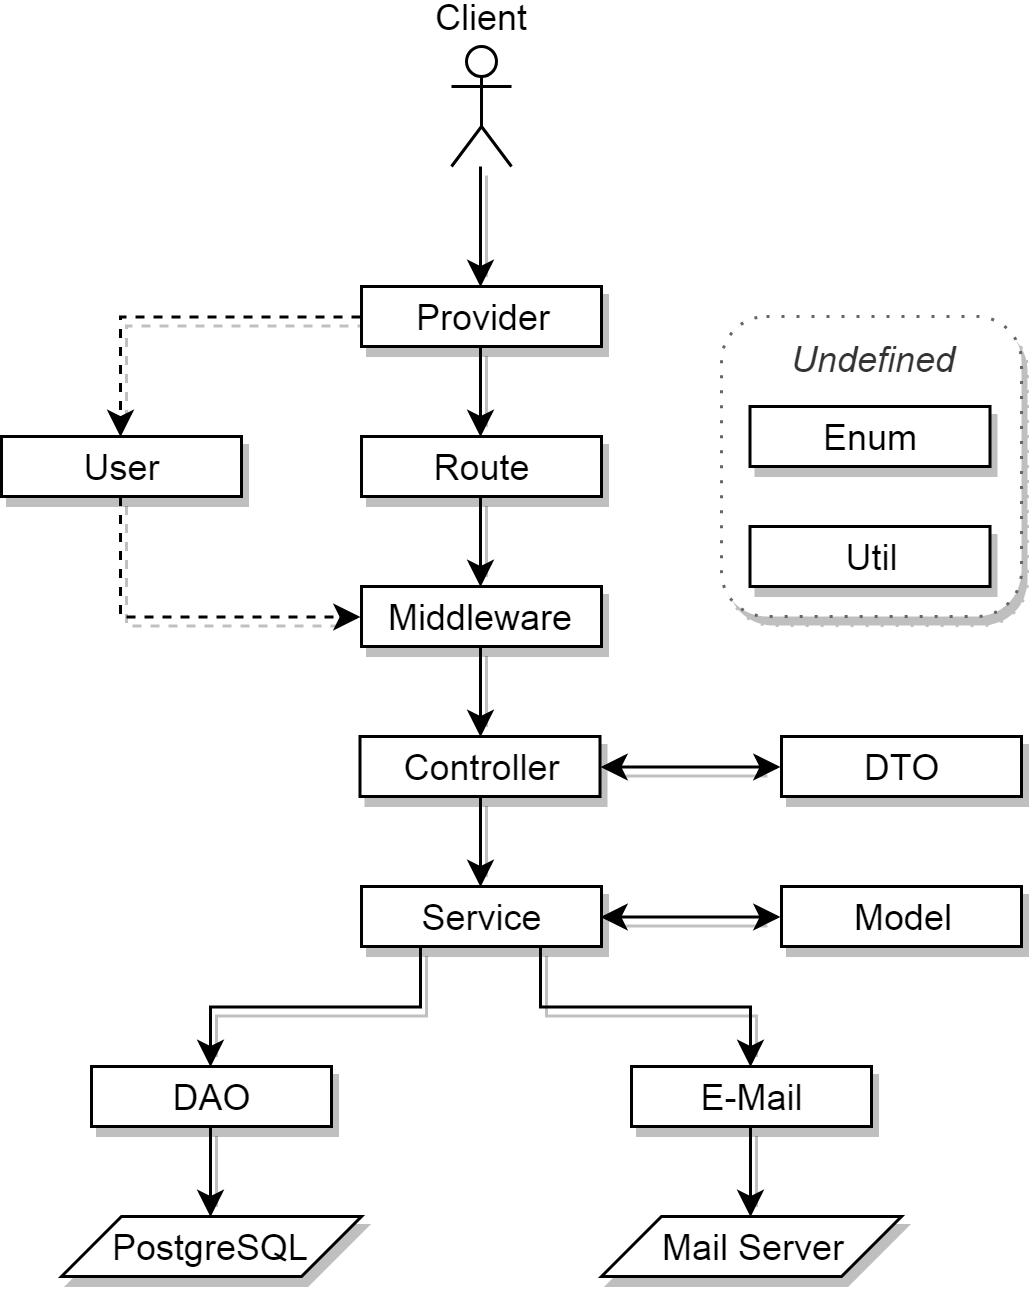 Client
Provider
Undefined
Enum
User
Route
Util
Middleware
Controller
DTO
Service
Model
DAO
E-Mail
PostgreSQL
Mail Server